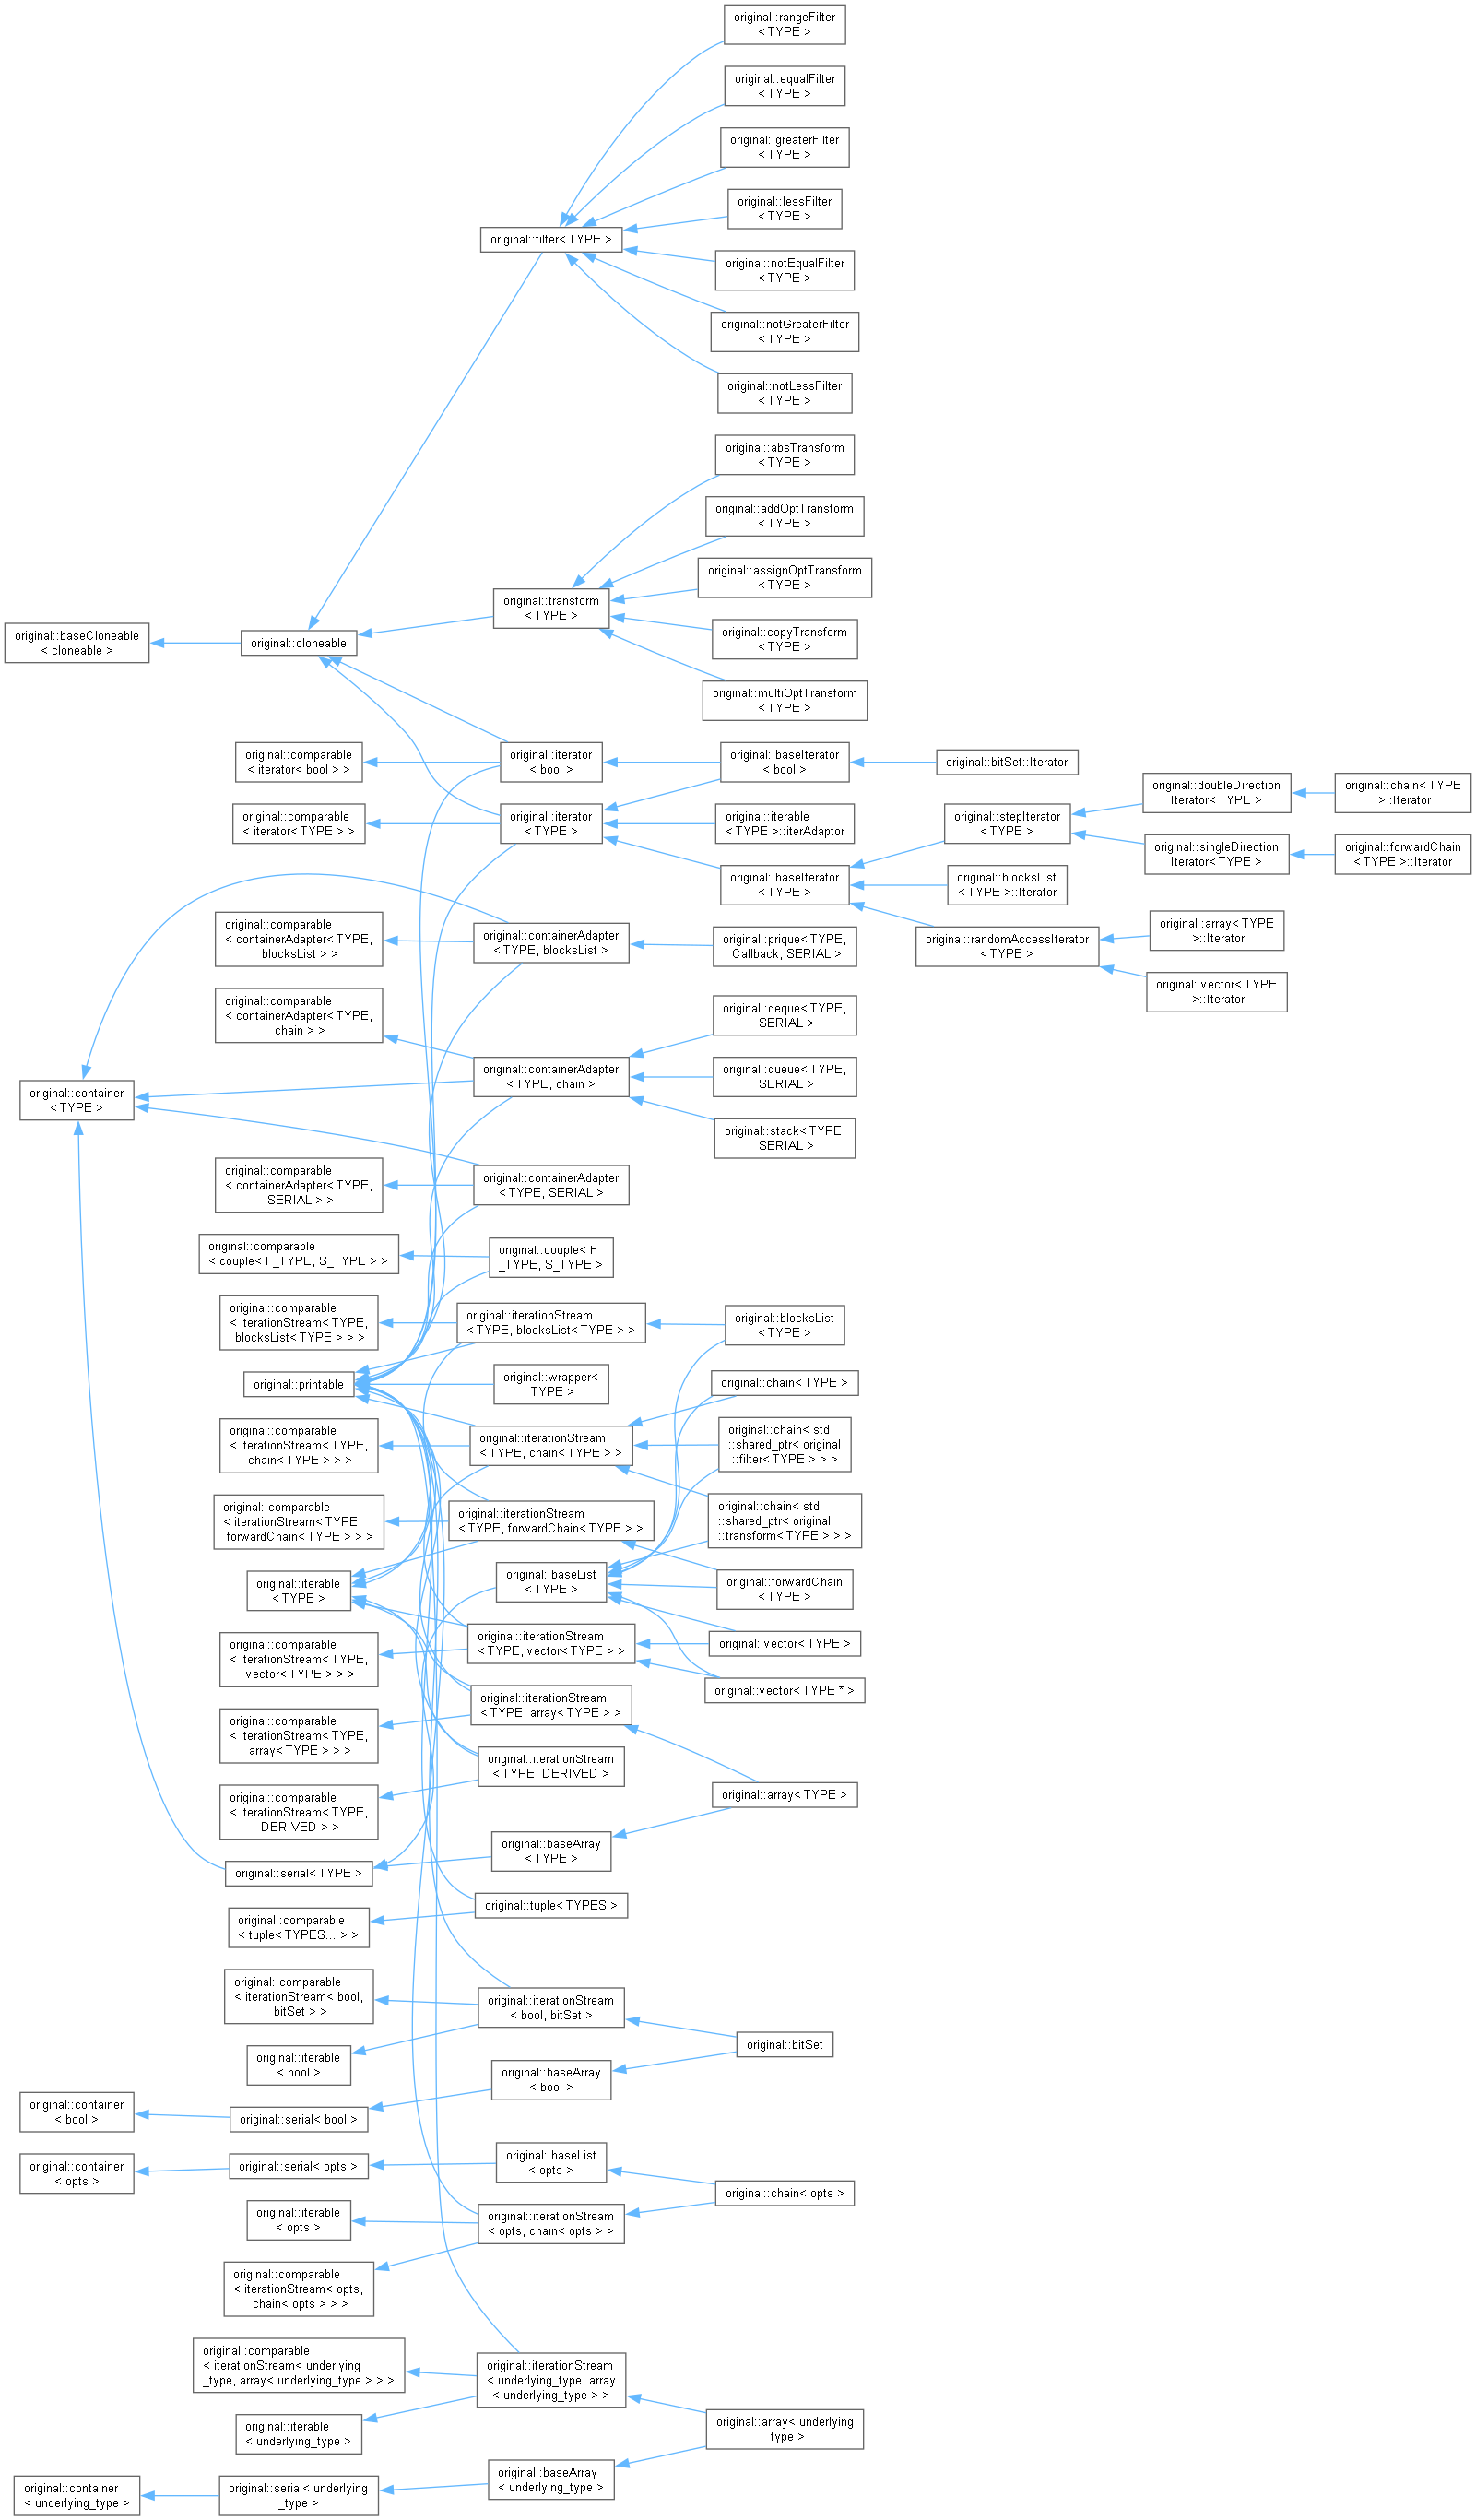 original::rangeFilter
< TYPE >
original::equalFilter
< TYPE >
original::greaterFilter
< TYPE >
original::lessFilter
< TYPE >
original::filter< TYPE >
original::notEqualFilter
< TYPE >
original::notGreaterFilter
< TYPE >
original::notLessFilter
< TYPE >
original::absTransform
< TYPE >
original::addOptTransform
< TYPE >
original::assignOptTransform
< TYPE >
original::transform
< TYPE >
original::baseCloneable
< cloneable >
original::cloneable
original::copyTransform
< TYPE >
original::multiOptTransform
< TYPE >
original::comparable
< iterator< bool > >
original::iterator
< bool >
original::baseIterator
< bool >
original::bitSet::Iterator
original::doubleDirection
Iterator< TYPE >
original::chain< TYPE
>::Iterator
original::comparable
< iterator< TYPE > >
original::iterator
< TYPE >
original::iterable
< TYPE >::iterAdaptor
original::stepIterator
< TYPE >
original::singleDirection
Iterator< TYPE >
original::forwardChain
< TYPE >::Iterator
original::baseIterator
< TYPE >
original::blocksList
< TYPE >::Iterator
original::array< TYPE
>::Iterator
original::comparable
< containerAdapter< TYPE,
blocksList > >
original::containerAdapter
< TYPE, blocksList >
original::prique< TYPE,
Callback, SERIAL >
original::randomAccessIterator
< TYPE >
original::vector< TYPE
>::Iterator
original::comparable
< containerAdapter< TYPE,
chain > >
original::deque< TYPE,
SERIAL >
original::container
< TYPE >
original::containerAdapter
< TYPE, chain >
original::queue< TYPE,
SERIAL >
original::stack< TYPE,
SERIAL >
original::comparable
< containerAdapter< TYPE,
SERIAL > >
original::containerAdapter
< TYPE, SERIAL >
original::comparable
< couple< F_TYPE, S_TYPE > >
original::couple< F
_TYPE, S_TYPE >
original::comparable
< iterationStream< TYPE,
blocksList< TYPE > > >
original::iterationStream
< TYPE, blocksList< TYPE > >
original::blocksList
< TYPE >
original::printable
original::wrapper<
TYPE >
original::chain< TYPE >
original::comparable
< iterationStream< TYPE,
chain< TYPE > > >
original::iterationStream
< TYPE, chain< TYPE > >
original::chain< std
::shared_ptr< original
::filter< TYPE > > >
original::comparable
< iterationStream< TYPE,
forwardChain< TYPE > > >
original::iterationStream
< TYPE, forwardChain< TYPE > >
original::chain< std
::shared_ptr< original
::transform< TYPE > > >
original::iterable
< TYPE >
original::baseList
< TYPE >
original::forwardChain
< TYPE >
original::comparable
< iterationStream< TYPE,
vector< TYPE > > >
original::iterationStream
< TYPE, vector< TYPE > >
original::vector< TYPE >
original::vector< TYPE * >
original::comparable
< iterationStream< TYPE,
array< TYPE > > >
original::iterationStream
< TYPE, array< TYPE > >
original::comparable
< iterationStream< TYPE,
DERIVED > >
original::iterationStream
< TYPE, DERIVED >
original::array< TYPE >
original::serial< TYPE >
original::baseArray
< TYPE >
original::comparable
< tuple< TYPES... > >
original::tuple< TYPES >
original::comparable
< iterationStream< bool,
bitSet > >
original::iterationStream
< bool, bitSet >
original::iterable
< bool >
original::bitSet
original::container
< bool >
original::serial< bool >
original::baseArray
< bool >
original::container
< opts >
original::serial< opts >
original::baseList
< opts >
original::chain< opts >
original::iterable
< opts >
original::iterationStream
< opts, chain< opts > >
original::comparable
< iterationStream< opts,
chain< opts > > >
original::comparable
< iterationStream< underlying
_type, array< underlying_type > > >
original::iterationStream
< underlying_type, array
< underlying_type > >
original::iterable
< underlying_type >
original::array< underlying
_type >
original::container
< underlying_type >
original::serial< underlying
_type >
original::baseArray
< underlying_type >